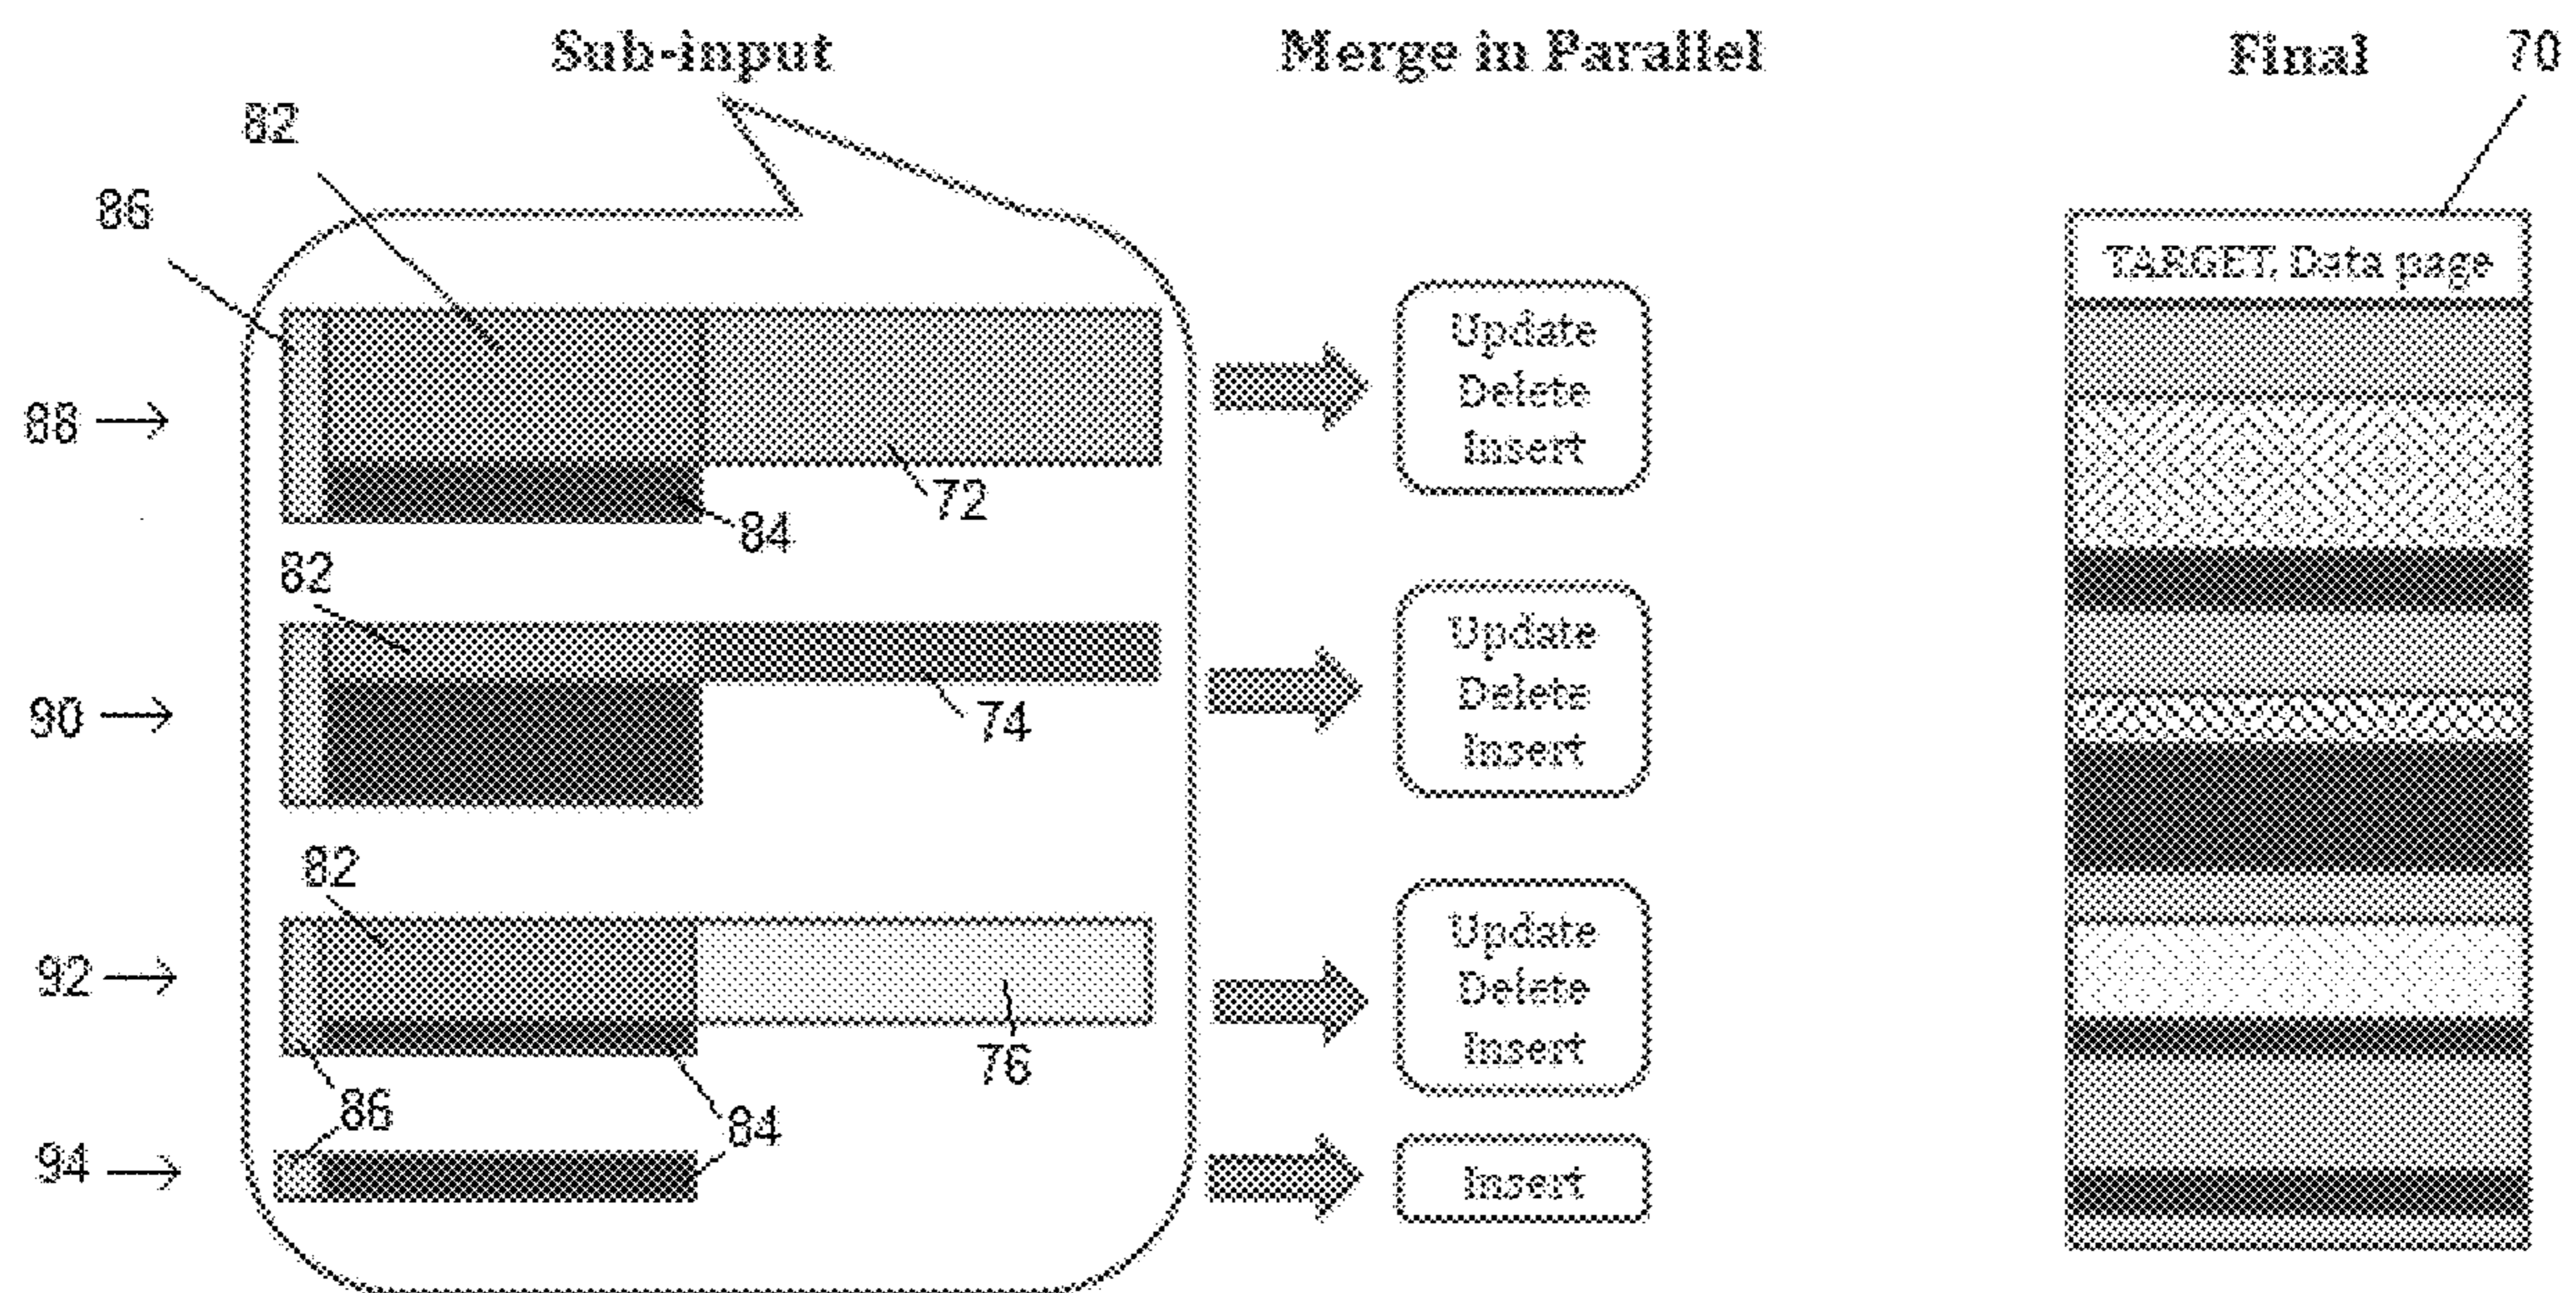 Sub-input
Merge in Parallel
Final
70
82
86
TARGET, Data page
Update
Delete
Insert
88
72
84
82
Update
Delete
Insert
90
74
82
Update
Delete
Insert
92
76
86
84
94
Insert